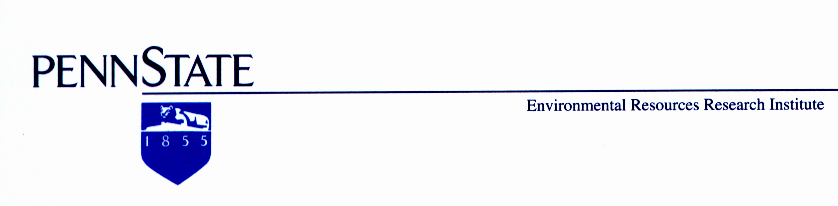 PENNSTATE
Environmental Resources Research Institute
1855